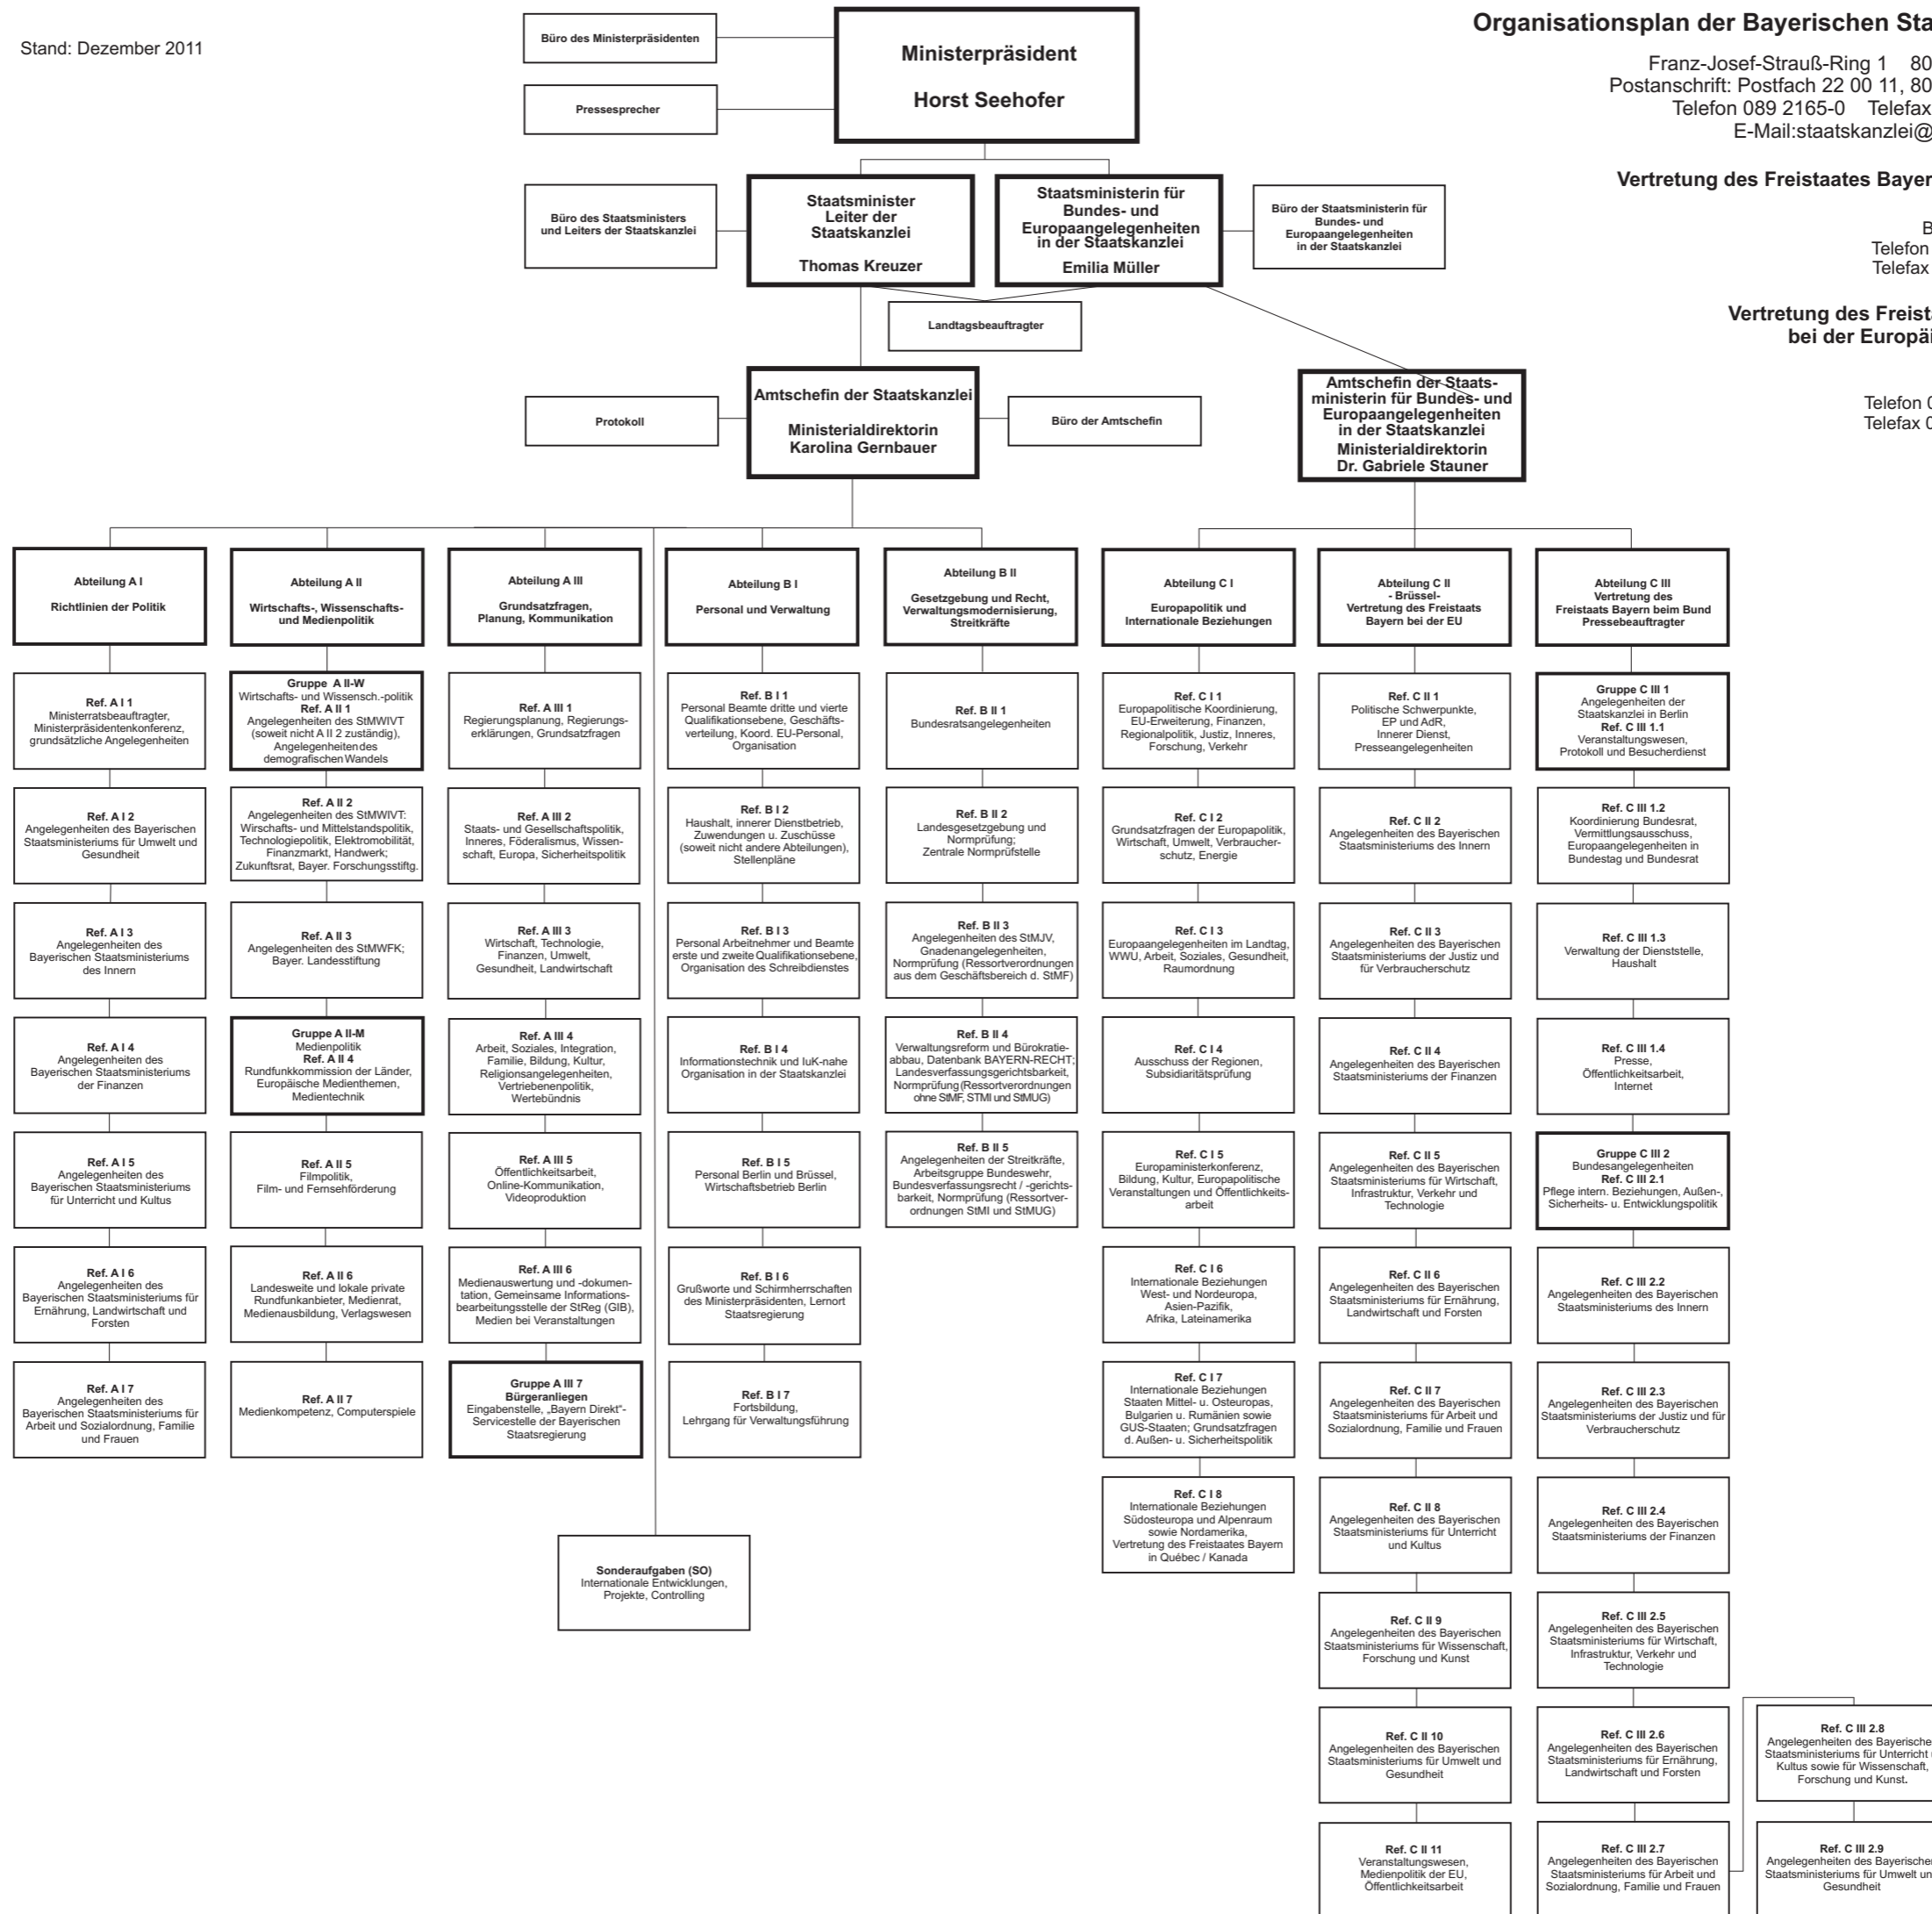 Stand: Dezember 2011
Organisationsplan der Bayerischen
Franz-Josef-Strauß-Ring 1
Postanschrift: Postfach 22 00 11,
Telefon 089 2165-0 Telefax
E-Mail:staatskanzlei@
Vertretung des Freistaates
Telefon
Telefax
Vertretung des
bei der
Telefon
Telefax
Büro des Ministerpräsidenten
Pressesprecher
Ministerpräsident
Horst Seehofer
Büro des Staatsministers
und Leiters der Staatskanzlei
Staatsminister
Leiter der
Staatskanzlei
Thomas Kreuzer
Staatsministerin für
Bundes- und
Europaangelegenheiten
in der Staatskanzlei
Emilia Müller
Büro der Staatsministerin für
Bundes- und
Europaangelegenheiten
in der Staatskanzlei
Landtagsbeauftragter
Protokoll
Amtschefin der Staatskanzlei
Ministerialdirektorin
Karolina Gernbauer
Büro der Amtschefin
Amtschefin der Staats-
ministerin für Bundes- und
Europaangelegenheiten
in der Staatskanzlei
Ministerialdirektorin
Dr. Gabriele Stauner
Abteilung A I
Richtlinien der Politik
Ref. A I 1
Ministerratsbeauftragter,
Ministerpräsidentenkonferenz,
grundsätzliche Angelegenheiten
Ref. A I 2
Angelegenheiten des Bayerischen
Staatsministeriums für Umwelt und
Gesundheit
Ref. A I 3
Angelegenheiten des
Bayerischen Staatsministeriums
des Innern
Ref. A I 4
Angelegenheiten des
Bayerischen Staatsministeriums
der Finanzen
Ref. A I 5
Angelegenheiten des
Bayerischen Staatsministeriums
für Unterricht und Kultus
Ref. A I 6
Angelegenheiten des
Bayerischen Staatsministeriums für
Ernährung, Landwirtschaft und
Forsten
Ref. A I 7
Angelegenheiten des
Bayerischen Staatsministeriums für
Arbeit und Sozialordnung, Familie
und Frauen
Abteilung A II
Wirtschafts-, Wissenschafts-
und Medienpolitik
Gruppe A II-W
Wirtschafts- und Wissensch.-politik
Ref. A II 1
Angelegenheiten des StMWIVT
(soweit nicht A II 2 zuständig),
Angelegenheiten des
demografischen Wandels
Ref. A II 2
Angelegenheiten des StMWIVT:
Wirschafts- und Mittelstandspolitik,
Technologiepolitik, Elektromobilität,
Finanzmarkt, Handwerk;
Zukunftsrat, Bayer. Forschungsstiftg.
Ref. A II 3
Angelegenheiten des StMWFK;
Bayer. Landesstiftung
Gruppe A II-M
Medienpolitik
Ref. A II 4
Rundfunkkommission der Länder,
Europäische Medienthemen,
Medientechnik
Ref. A II 5
Filmpolitik,
Film- und Fernsehförderung
Ref. A II 6
Landesweite und lokale private
Rundfunkanbieter, Medienrat,
Medienausbildung, Verlagswesen
Ref. A II 7
Medienkompetenz, Computerspiele
Abteilung A III
Grundsatzfragen,
Planung, Kommunikation
Ref. A III 1
Regierungsplanung, Regierungs-
erklärungen, Grundsatzfragen
Ref. A III 2
Staats- und Gesellschaftspolitik,
Inneres, Föderalismus, Wissen-
schaft, Europa, Sicherheitspolitik
Ref. A III 3
Wirtschaft, Technologie,
Finanzen, Umwelt,
Gesundheit, Landwirtschaft
Ref. A III 4
Arbeit, Soziales, Integration,
Familie, Bildung, Kultur,
Religionsangelegenheiten,
Vertriebenenpolitik,
Wertebündnis
Ref. A III 5
Öffentlichkeitsarbeit,
Online-Kommunikation,
Videoproduktion
Ref. A III 6
Medienauswertung und -dokumen-
tation, Gemeinsame Informations-
bearbeitungsstelle der StReg (GIB),
Medien bei Veranstaltungen
Gruppe A III 7
Bürgeranliegen
Eingabenstelle, „Bayern Direkt“-
Servicestelle der Bayerischen
Staatsregierung
Sonderaufgaben (SO)
Internationale Entwicklungen,
Projekte, Controlling
Abteilung B I
Personal und Verwaltung
Ref. B I 1
Personal Beamte dritte und vierte
Qualifikationsebene, Geschäfts-
verteilung, Koord. EU-Personal,
Organisation
Ref. B I 2
Haushalt, innerer Dienstbetrieb,
Zuwendungen u. Zuschüsse
(soweit nicht andere Abteilungen),
Stellenpläne
Ref. B I 3
Personal Arbeitnehmer und Beamte
erste und zweite Qualifikationsebene,
Organisation des Schreibdienstes
Ref. B I 4
Informationstechnik und IuK-nahe
Organisation in der Staatskanzlei
Ref. B I 5
Personal Berlin und Brüssel,
Wirtschaftsbetrieb Berlin
Ref. B I 6
Grußworte und Schirmherrschaften
des Ministerpräsidenten, Lernort
Staatsregierung
Ref. B I 7
Fortsbildung,
Lehrgang für Verwaltungsführung
Abteilung B II
Gesetzgebung und Recht,
Verwaltungsmodernisierung,
Streitkräfte
Ref. B II 1
Bundesratsangelegenheiten
Ref. B II 2
Landesgesetzgebung und
Normprüfung;
Zentrale Normprüfstelle
Ref. B II 3
Angelegenheiten des StMJV,
Gnadenangelegenheiten,
Normprüfung (Ressortverordnungen
aus dem Geschäftsbereich d. StMF)
Ref. B II 4
Verwaltungsreform und Bürokratie-
abbau, Datenbank BAYERN-RECHT;
Landesverfassungsgerichtsbarkeit,
Normprüfung (Ressortverordnungen
ohne StMF, STMI und StMUG)
Ref. B II 5
Angelegenheiten der Streitkräfte,
Arbeitsgruppe Bundeswehr,
Bundesverfassungsrecht / -gerichts-
barkeit, Normprüfung (Ressortver-
ordnungen StMI und StMUG)
Abteilung C I
Europapolitik und
Internationale Beziehungen
Ref. C I 1
Europapolitische Koordinierung,
EU-Erweiterung, Finanzen,
Regionalpolitik, Justiz, Inneres,
Forschung, Verkehr
Ref. C I 2
Grundsatzfragen der Europapolitik,
Wirtschaft, Umwelt, Verbraucher-
schutz, Energie
Ref. C I 3
Europaangelegenheiten im Landtag,
WWU, Arbeit, Soziales, Gesundheit,
Raumordnung
Ref. C I 4
Ausschuss der Regionen,
Subsidiaritätsprüfung
Ref. C I 5
Europaministerkonferenz,
Bildung, Kultur, Europapolitische
Veranstaltungen und Öffentlichkeits-
arbeit
Ref. C I 6
Internationale Beziehungen
West- und Nordeuropa,
Asien-Pazifik,
Afrika, Lateinamerika
Ref. C I 7
Internationale Beziehungen
Staaten Mittel- u. Osteuropas,
Bulgarien u. Rumänien sowie
GUS-Staaten; Grundsatzfragen
d. Außen- u. Sicherheitspolitik
Ref. C I 8
Internationale Beziehungen
Südosteuropa und Alpenraum
sowie Nordamerika,
Vertretung des Freistaates Bayern
in Québec / Kanada
Abteilung C II
- Brüssel-
Vertretung des Freistaats
Bayern bei der EU
Ref. C II 1
Politische Schwerpunkte,
EP und AdR,
Innerer Dienst,
Presseangelegenheiten
Ref. C II 2
Angelegenheiten des Bayerischen
Staatsministeriums des Innern
Ref. C II 3
Angelegenheiten des Bayerischen
Staatsministeriums der Justiz und
für Verbraucherschutz
Ref. C II 4
Angelegenheiten des Bayerischen
Staatsministeriums der Finanzen
Ref. C II 5
Angelegenheiten des Bayerischen
Staatsministeriums für Wirtschaft,
Infrastruktur, Verkehr und
Technologie
Ref. C II 6
Angelegenheiten des Bayerischen
Staatsministeriums für Ernährung,
Landwirtschaft und Forsten
Ref. C II 7
Angelegenheiten des Bayerischen
Staatsministeriums für Arbeit und
Sozialordnung, Familie und Frauen
Ref. C II 8
Angelegenheiten des Bayerischen
Staatsministeriums für Unterricht
und Kultus
Ref. C II 9
Angelegenheiten des Bayerischen
Staatsministeriums für Wissenschaft,
Forschung und Kunst
Ref. C II 10
Angelegenheiten des Bayerischen
Staatsministeriums für Umwelt und
Gesundheit
Ref. C II 11
Veranstaltungswesen,
Medienpolitik der EU,
Öffentlichkeitsarbeit
Abteilung C III
Vertretung des
Freistaats Bayern beim Bund
Pressebeauftragter
Gruppe C III 1
Angelegenheiten der
Staatskanzlei in Berlin
Ref. C III 1.1
Veranstaltungswesen,
Protokoll und Besucherdienst
Ref. C III 1.2
Koordinierung Bundesrat,
Vermittlungsausschuss,
Europaangelegenheiten in
Bundestag und Bundesrat
Ref. C III 1.3
Verwaltung der Dienststelle,
Haushalt
Ref. C III 1.4
Presse,
Öffentlichkeitsarbeit,
Internet
Gruppe C III 2
Bundesangelegenheiten
Ref. C III 2.1
Pflege intern. Beziehungen, Außen-,
Sicherheits- u. Entwicklungspolitik
Ref. C III 2.2
Angelegenheiten des Bayerischen
Staatsministeriums des Innern
Ref. C III 2.3
Angelegenheiten des Bayerischen
Staatsministeriums der Justiz und für
Verbraucherschutz
Ref. C III 2.4
Angelegenheiten des Bayerischen
Staatsministeriums der Finanzen
Ref. C III 2.5
Angelegenheiten des Bayerischen
Staatsministeriums für Wirtschaft,
Infrastruktur, Verkehr und
Technologie
Ref. C III 2.6
Angelegenheiten des Bayerischen
Staatsministeriums für Ernährung,
Landwirtschaft und Forsten
Ref. C III 2.7
Angelegenheiten des Bayerischen
Staatsministeriums für Arbeit und
Sozialordnung, Familie und Frauen
Ref. C III 2.8
Angelegenheiten des
Staatsministeriums für Unterricht
Kultus sowie für Wissenschaft,
Forschung und Kunst.
Ref. C III 2.9
Angelegenheiten des
Staatsministeriums für Umwelt
Gesundheit